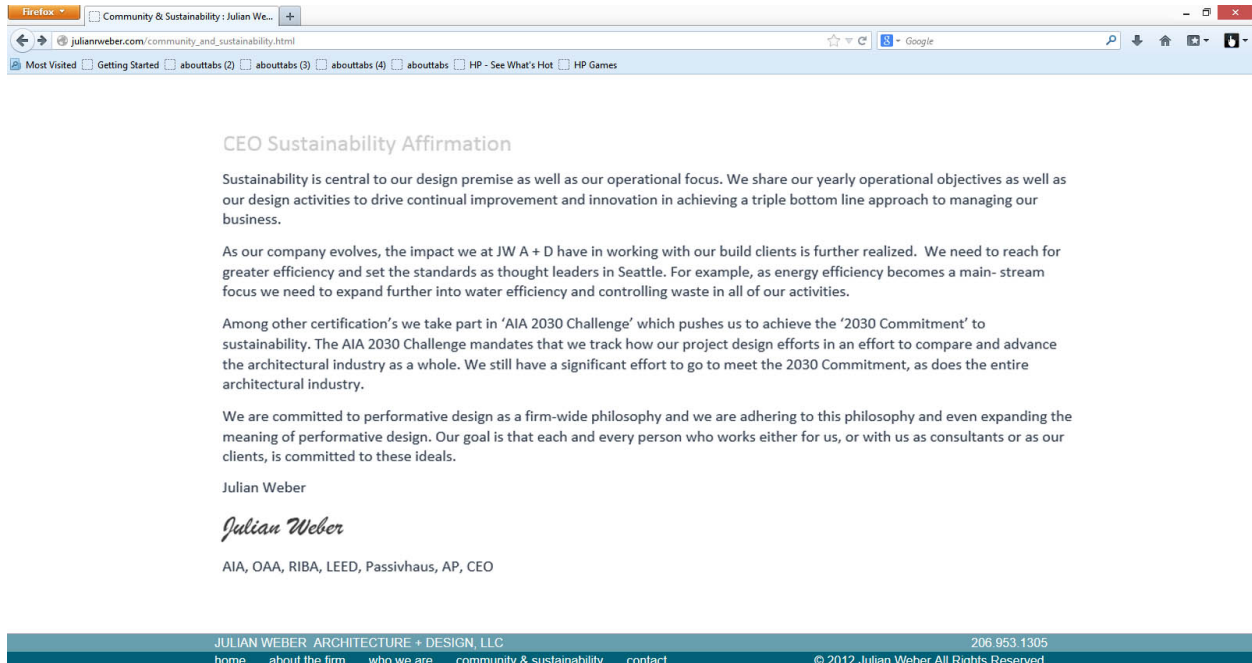 Firefox
Community & Sustainability : Julian We...
julianrweber.com/community_and_sustainability.html
Google
Most Visited Getting Started abouttabs (2) abouttabs (3) abouttabs (4) abouttabs HP - See What's Hot HP Games
CEO Sustainability Affirmation
Sustainability is central to our design premise as well as our operational focus. We share our yearly operational objectives as well as
our design activities to drive continual improvement and innovation in achieving a triple bottom line approach to managing our
business.
As our company evolves, the impact we at JW A + D have in working with our build clients is further realized. We need to reach for
greater efficiency and set the standards as thought leaders in Seattle. For example, as energy efficiency becomes a main- stream
focus we need to expand further into water efficiency and controlling waste in all of our activities.
Among other certification's we take part in 'AIA 2030 Challenge' which pushes us to achieve the '2030 Commitment' to
sustainability. The AIA 2030 Challenge mandates that we track how our project design efforts in an effort to compare and advance
the architectural industry as a whole. We still have a significant effort to go to meet the 2030 Commitment, as does the entire
architectural industry.
We are committed to performative design as a firm-wide philosophy and we are adhering to this philosophy and even expanding the
meaning of performative design. Our goal is that each and every person who works either for us, or with us as consultants or as our
clients, is committed to these ideals.
Julian Weber
Julian Weber
AIA, OAA, RIBA, LEED, Passivhaus, AP, CEO
JULIAN WEBER ARCHITECTURE + DESIGN, LLC 206.953.1305
home about the firm who we are community & sustainability contact © 2012 Julian Weber All Rights Reserved